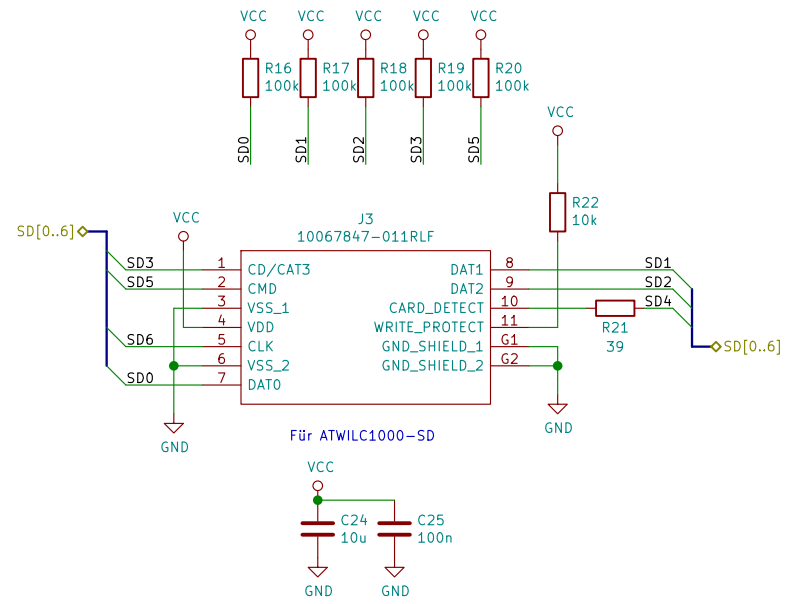 VCC VCC VCC VCC VCC
R16 R17 R18 R19 R20
100k 100k 100k 100k 100k
SD0 SD1 SD2 SD3 SD5
VCC
R22
10k
SD[0..6]
VCC
J3
10067847-011RLF
SD3 1 CD/CAT3 DAT1 8 SD1
SD5 2 CMD DAT2 9 SD2
3 VSS_1 CARD_DETECT 10 SD4
4 VDD WRITE_PROTECT 11 R21
SD6 5 CLK GND_SHIELD_1 G1 39 SD[0..6]
6 VSS_2 GND_SHIELD_2 G2
SD0 7 DAT0
GND
GND
Für ATWILC1000-SD
VCC
C24 C25
10u 100n
GND GND